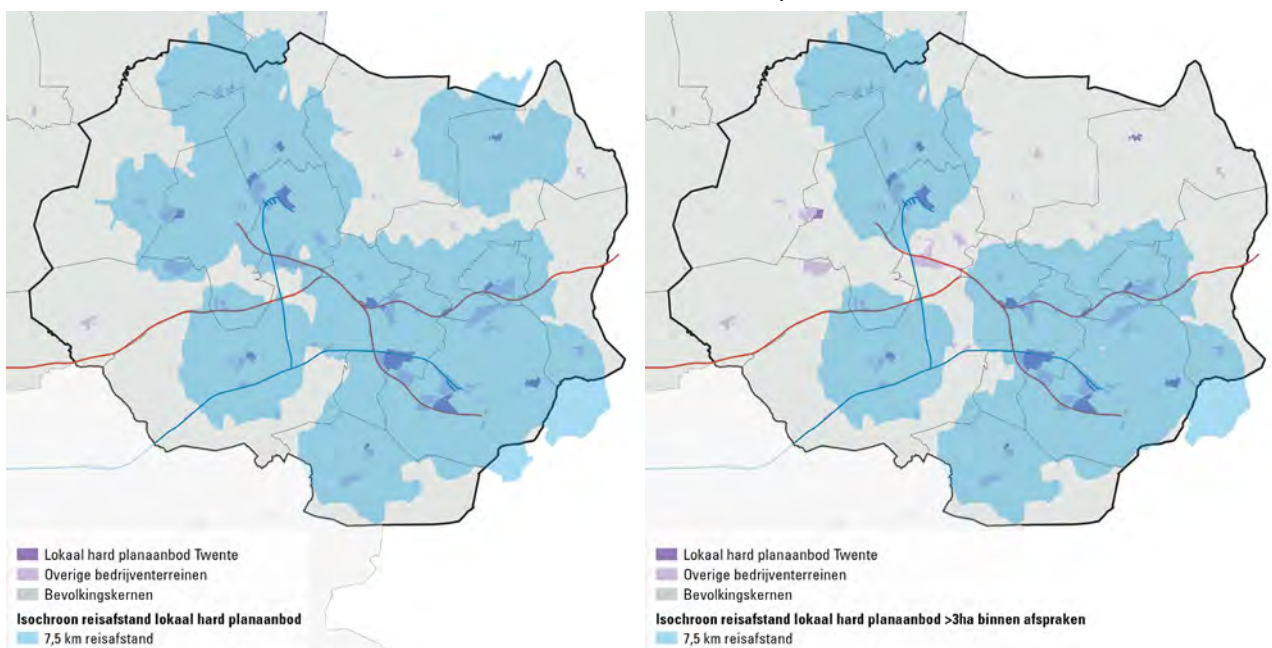 Lokaal hard planaanbod Twente
Overige bedrijventerreinen
Bevolkingskernen
Isochroon reisafstand lokaal hard planaanbod
7,5 km reisafstand
Lokaal hard planaanbod Twente
Overige bedrijventerreinen
Bevolkingskernen
Isochroon reisafstand lokaal hard planaanbod >3ha binnen afspraken
7,5 km reisafstand